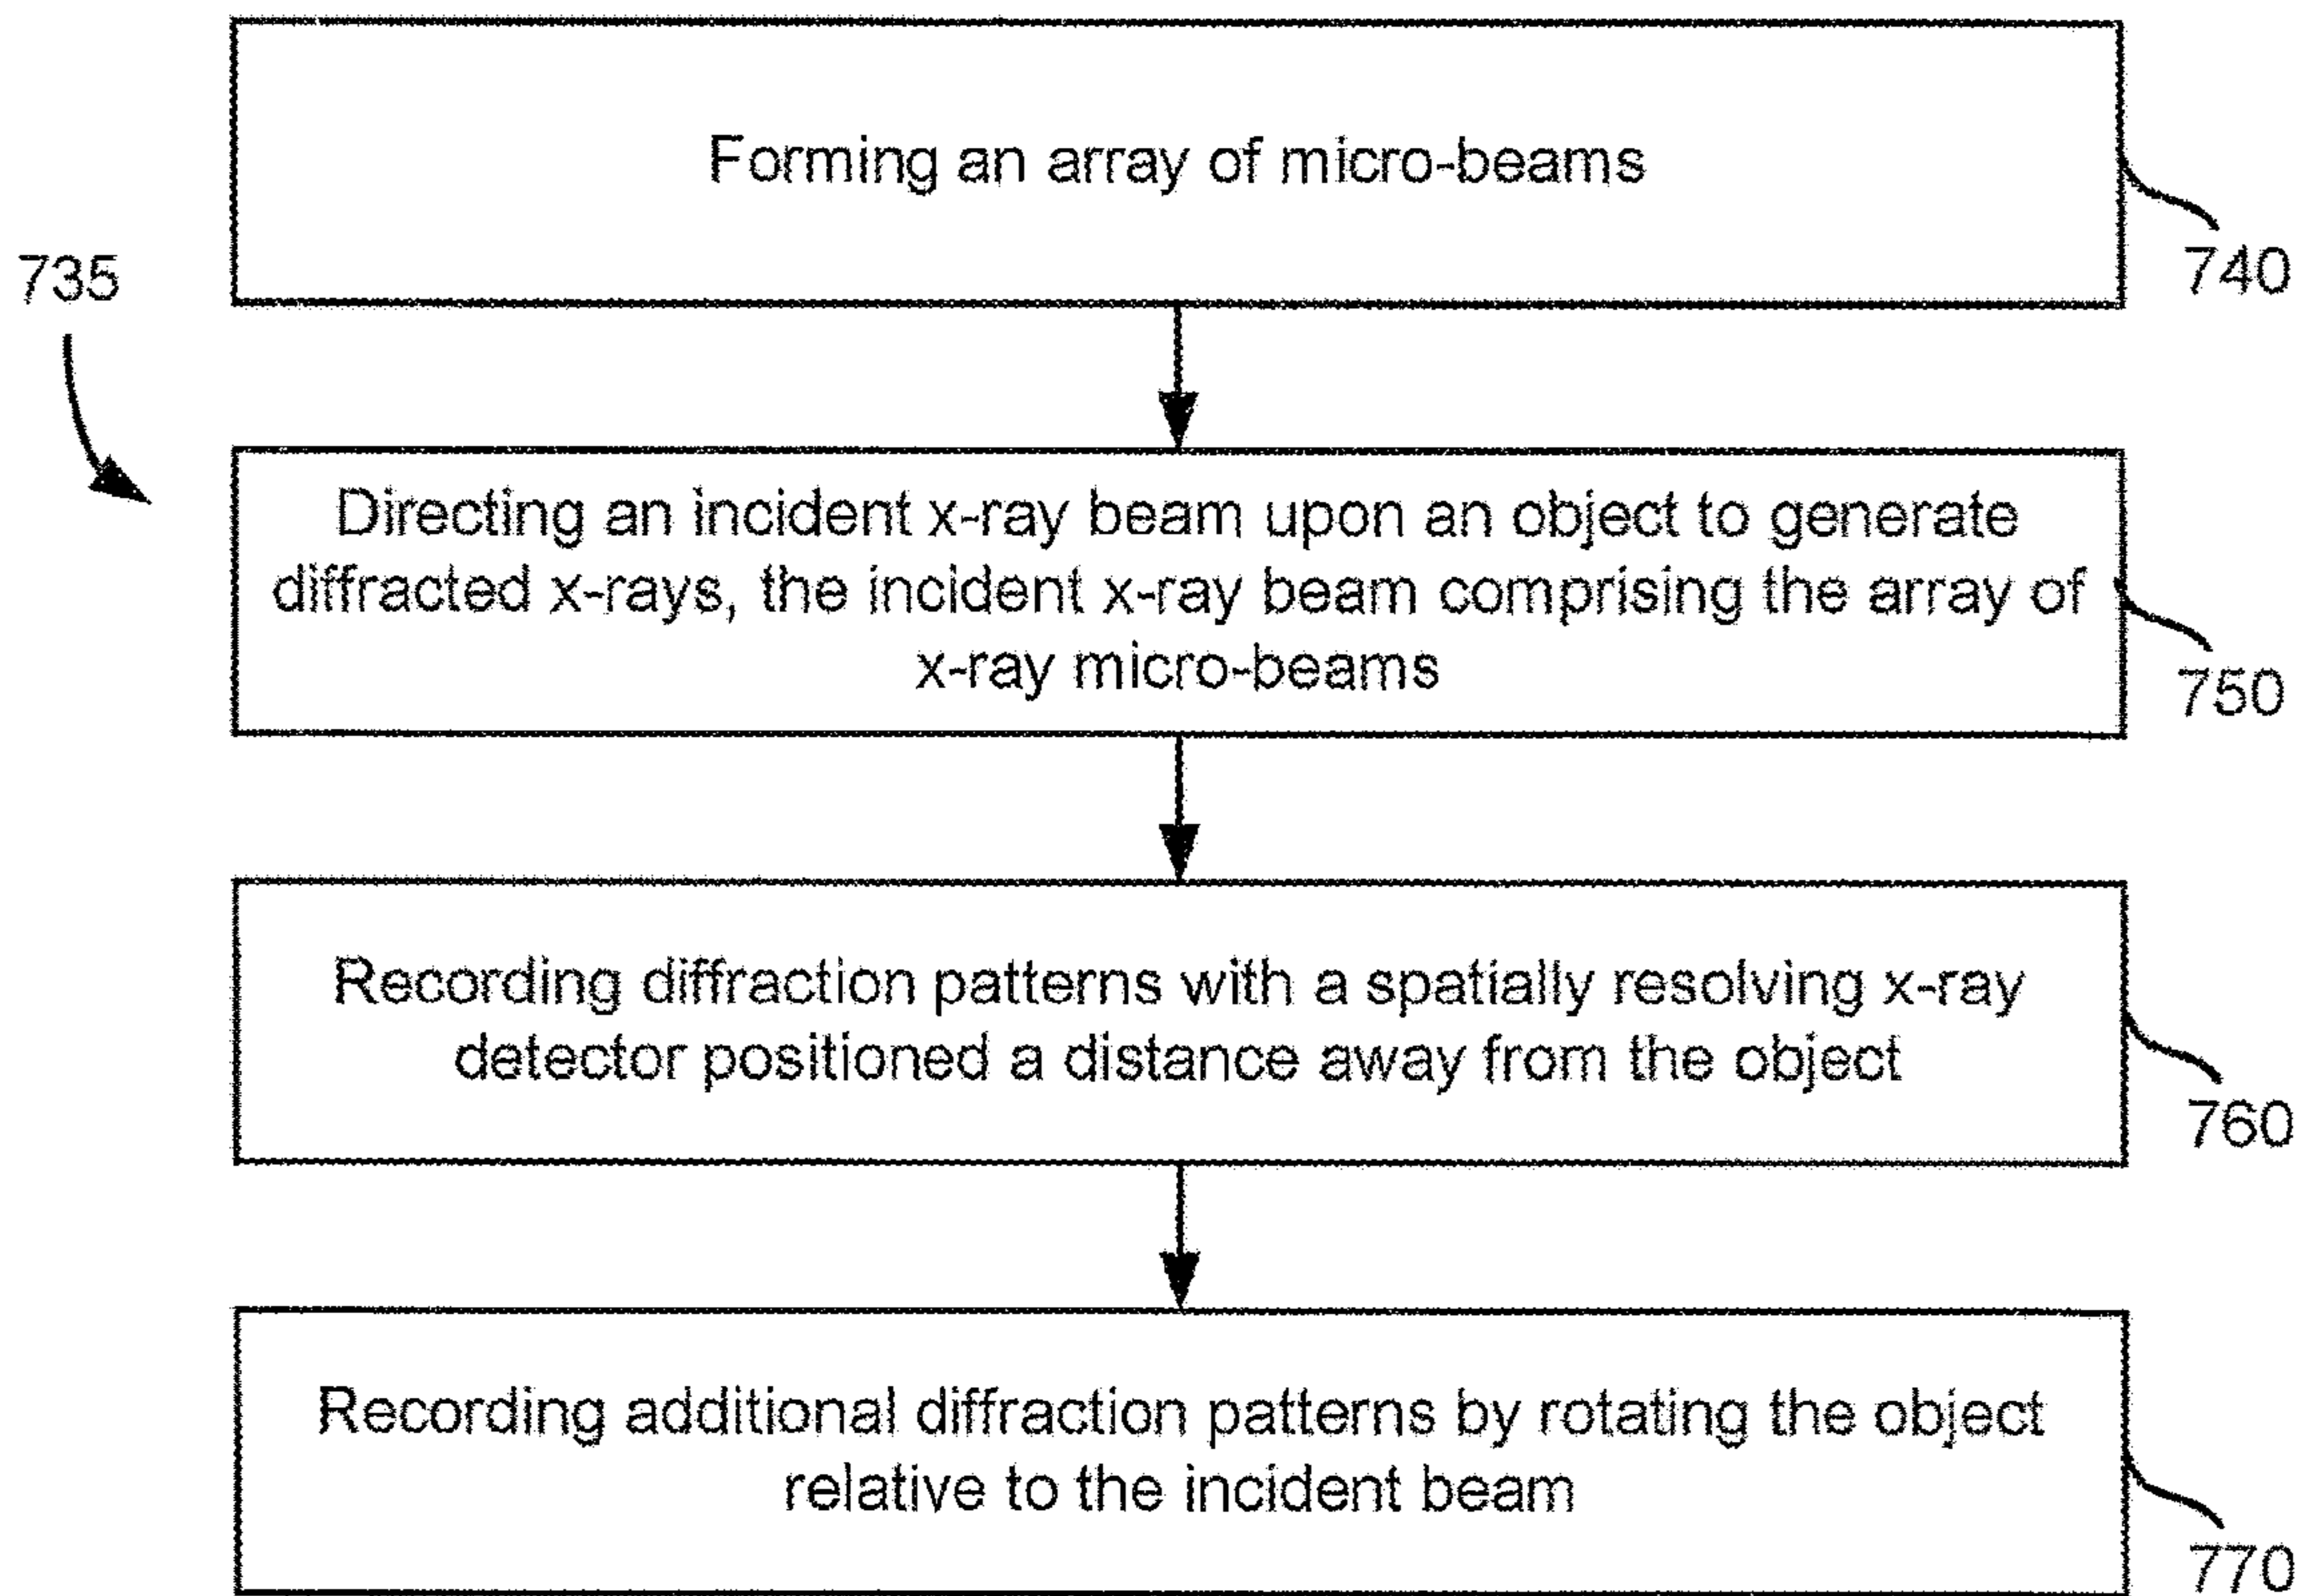 Forming an array of micro-beams
740
735
Directing an incident x-ray beam upon an object to generate
diffracted x-rays, the incident x-ray beam comprising the array of
x-ray micro-beams
750
Recording diffraction patterns with a spatially resolving x-ray
detector positioned a distance away from the object
760
Recording additional diffraction patterns by rotating the object
relative to the incident beam
770